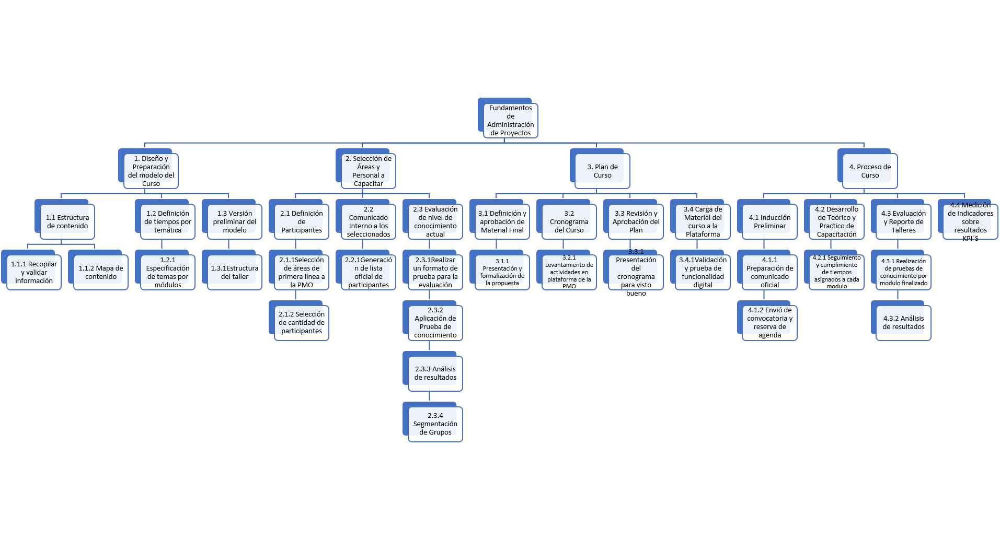 Fundamentos
de
Administración
de Proyectos
1. Diseño y
Preparación
del modelo del
Curso
2. Selección de
Áreas y
Personal a
Capacitar
3. Plan de
Curso
4. Proceso de
Curso
1.1 Estructura
de contenido
1.2 Definición
de tiempos por
temática
1.3 Versión
preliminar del
modelo
2.1 Definición
de
Participantes
2.2
Comunicado
Interno a los
seleccionados
2.3 Evaluación
de nivel de
conocimiento
actual
3.1 Definición y
aprobación de
Material Final
3.2
Cronograma
del Curso
3.3 Revisión y
Aprobación del
Plan
3.4 Carga de
Material del
curso a la
Plataforma
4.1 Inducción
Preliminar
4.2 Desarrollo
de Teórico y
Practico de
Capacitación
4.3 Evaluación
y Reporte de
Talleres
4.4 Medición
de Indicadores
sobre
resultados
KPI´S
1.1.1 Recopilar
y validar
información
1.1.2 Mapa de
contenido
1.2.1
Especificación
de temas por
módulos
1.3.1Estructura
del taller
2.1.1Selección
de áreas de
primera línea a
la PMO
2.2.1Generació
n de lista
oficial de
participantes
2.3.1Realizar
un formato de
prueba para la
evaluación
3.1.1
Presentación y
formalización de
la propuesta
3.2.1
Levantamiento de
actividades en
plataforma de la
PMO
3.3.1
Presentación
del
cronograma
para visto
bueno
3.4.1Validación
y prueba de
funcionalidad
digital
4.1.1
Preparación de
comunicado
oficial
4.2.1 Seguimiento
y cumplimiento
de tiempos
asignados a cada
modulo
4.3.1 Realización
de pruebas de
conocimiento por
modulo finalizado
2.1.2 Selección
de cantidad de
participantes
2.3.2
Aplicación de
Prueba de
conocimiento
4.1.2 Envió de
convocatoria y
reserva de
agenda
4.3.2 Análisis
de resultados
2.3.3 Análisis
de resultados
2.3.4
Segmentación
de Grupos